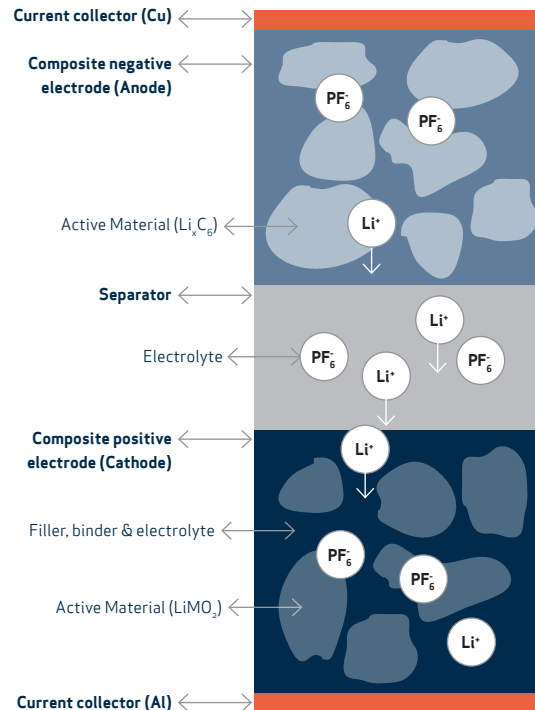 Current collector (Cu)
Composite negative
electrode (Anode)
PF₆⁻
PF₆⁻
Active Material (LiₓC₆)
Li⁺
Separator
Li⁺
Electrolyte
PF₆⁻
PF₆⁻
Li⁺
Composite positive
electrode (Cathode)
Li⁺
Filler, binder & electrolyte
PF₆⁻
PF₆⁻
Active Material (LiMO₂)
Li⁺
Current collector (Al)